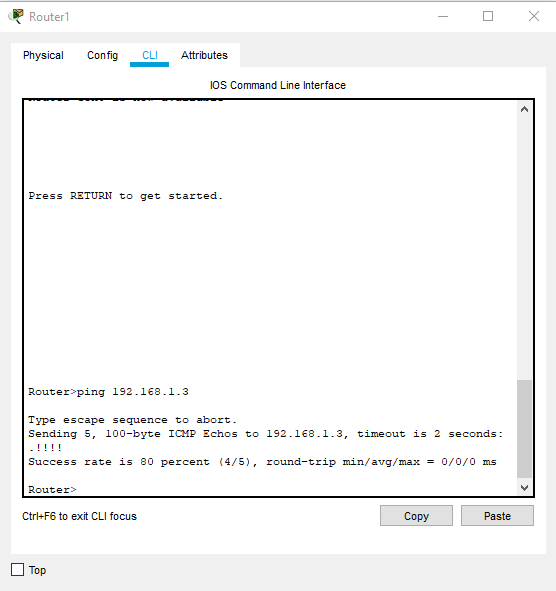 Router1
Physical Config CLI Attributes
IOS Command Line Interface
Press RETURN to get started.
Router>ping 192.168.1.3
Type escape sequence to abort.
Sending 5, 100-byte ICMP Echos to 192.168.1.3, timeout is 2 seconds:
.!!!!
Success rate is 80 percent (4/5), round-trip min/avg/max = 0/0/0 ms
Router>
Ctrl+F6 to exit CLI focus
Copy Paste
Top